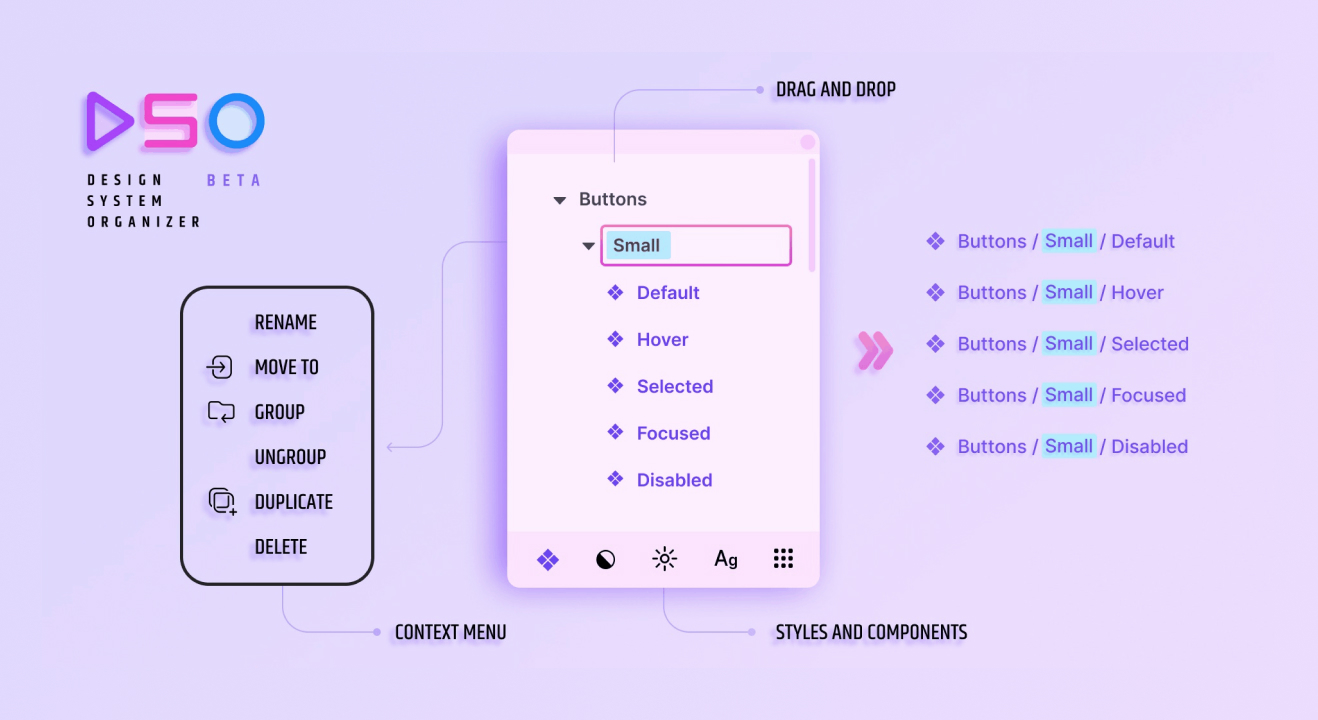 DSO
DESIGN BETA
SYSTEM
ORGANIZER
RENAME
MOVE TO
GROUP
UNGROUP
DUPLICATE
DELETE
CONTEXT MENU
DRAG AND DROP
Buttons
Small
Default
Hover
Selected
Focused
Disabled
Ag
STYLES AND COMPONENTS
Buttons / Small / Default
Buttons / Small / Hover
Buttons / Small / Selected
Buttons / Small / Focused
Buttons / Small / Disabled